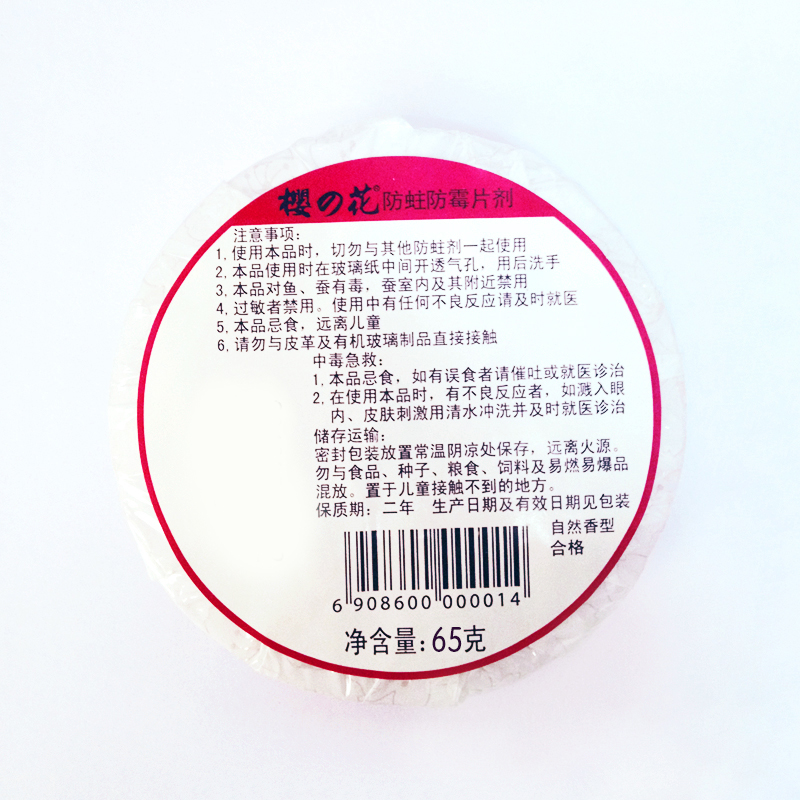 櫻の花®防蛀防霉片剂
注意事项:
1. 使用本品时，切勿与其他防蛀剂一起使用
2. 本品使用时在玻璃纸中间开透气孔，用后洗手
3. 本品对鱼、蚕有毒，蚕室内及其附近禁用
4. 过敏者禁用。使用中有任何不良反应请及时就医
5. 本品忌食，远离儿童
6. 请勿与皮革及有机玻璃制品直接接触
中毒急救:
1. 本品忌食，如有误食者请催吐或就医诊治
2. 在使用本品时，有不良反应者，如溅入眼
内、皮肤刺激用清水冲洗并及时就医诊治
储存运输:
密封包装放置常温阴凉处保存，远离火源。
勿与食品、种子、粮食、饲料及易燃易爆品
混放。置于儿童接触不到的地方。
保质期：二年 生产日期及有效日期见包装
自然香型
合格
6 908600 000014
净含量:65克